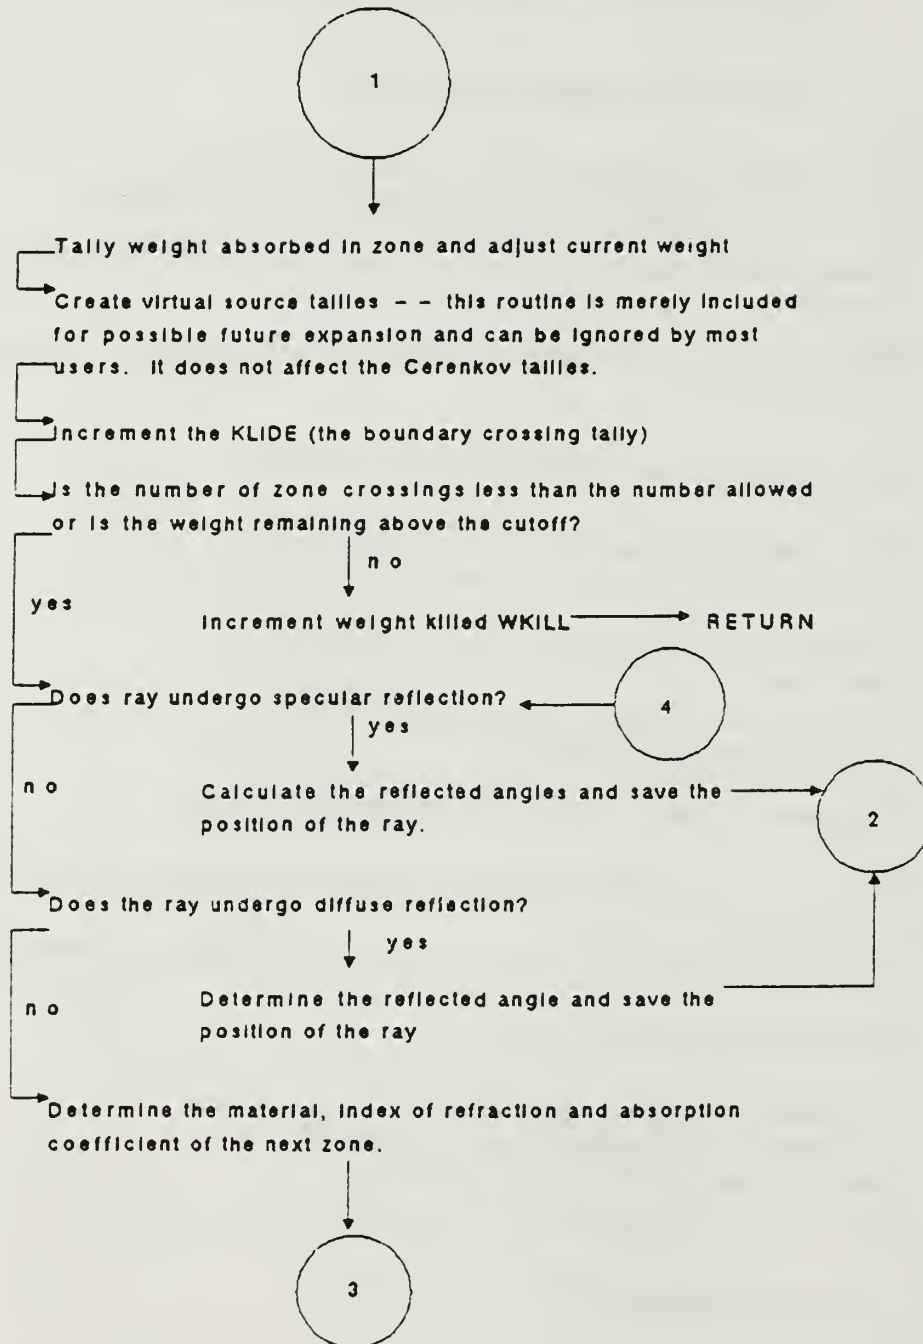 1
Tally weight absorbed in zone and adjust current weight
Create virtual source tallies - - this routine is merely included
for possible future expansion and can be ignored by most
users. It does not affect the Cerenkov tallies.
Increment the KLIDE (the boundary crossing tally)
Is the number of zone crossings less than the number allowed
or is the weight remaining above the cutoff?
no
yes
Increment weight killed WKILL
RETURN
Does ray undergo specular reflection?
4
yes
no
Calculate the reflected angles and save the
position of the ray.
2
Does the ray undergo diffuse reflection?
yes
no
Determine the reflected angle and save the
position of the ray
Determine the material, index of refraction and absorption
coefficient of the next zone.
3